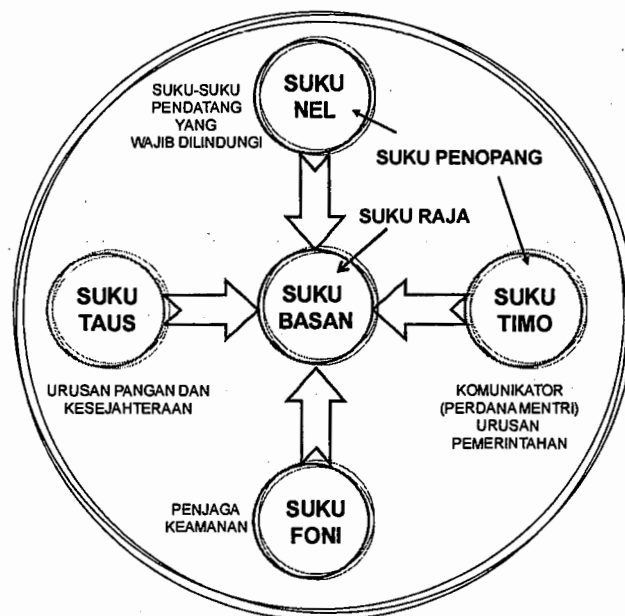 SUKU-SUKU
PENDATANG
YANG
WAJIB DILINDUNGI
SUKU
NEL
SUKU PENOPANG
SUKU RAJA
SUKU
TAUS
SUKU
BASAN
SUKU
TIMO
URUSAN PANGAN DAN
KESEJAHTERAAN
KOMUNIKATOR
(PERDANA MENTRI)
URUSAN
PEMERINTAHAN
PENJAGA
KEAMANAN
SUKU
FONI